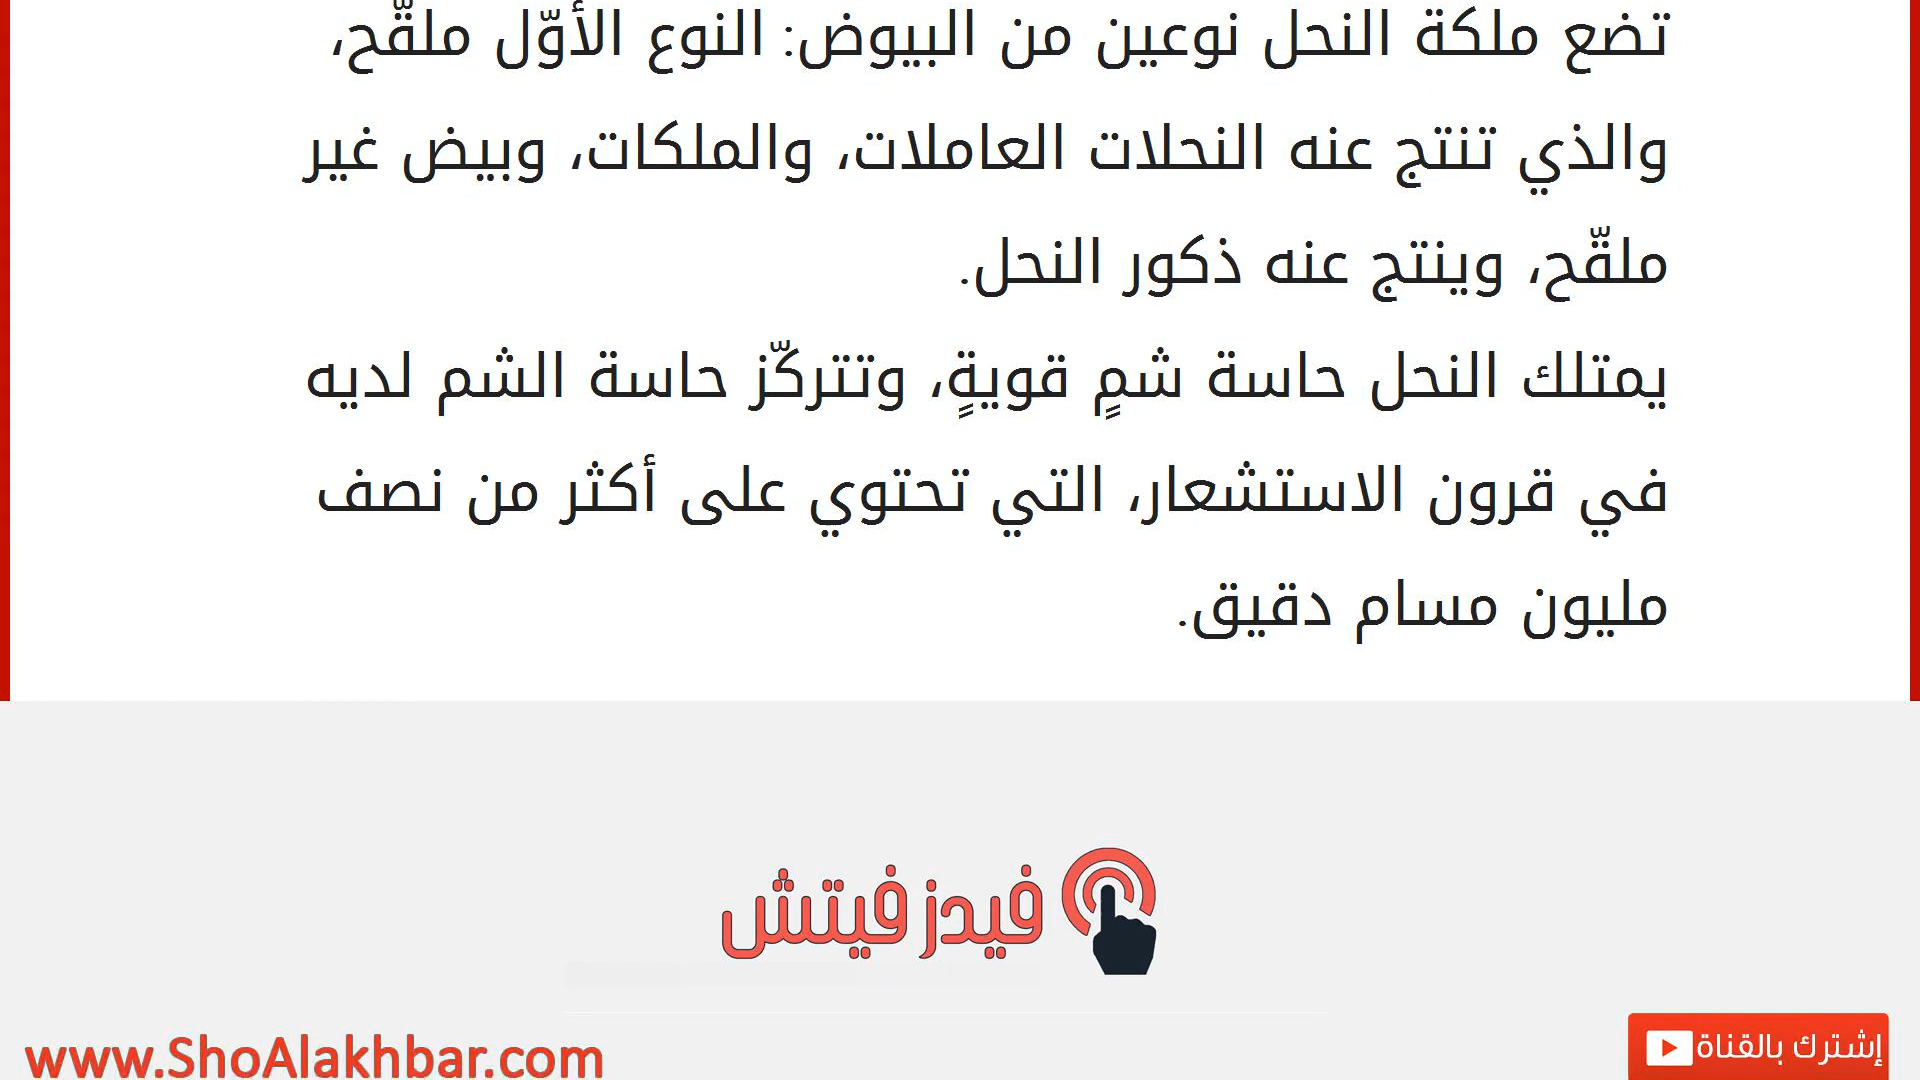 تضع ملكة النحل نوعين من البيوض: النوع الأوّل ملقّح،
والذي تنتج عنه النحلات العاملات، والملكات، وبيض غير
ملقّح، وينتج عنه ذكور النحل.
يمتلك النحل حاسة شمٍ قويةٍ، وتتركّز حاسة الشم لديه
في قرون الاستشعار، التي تحتوي على أكثر من نصف
مليون مسام دقيق.
فيدز فيتش
www.ShoAlakhbar.com
إشترك بالقناة